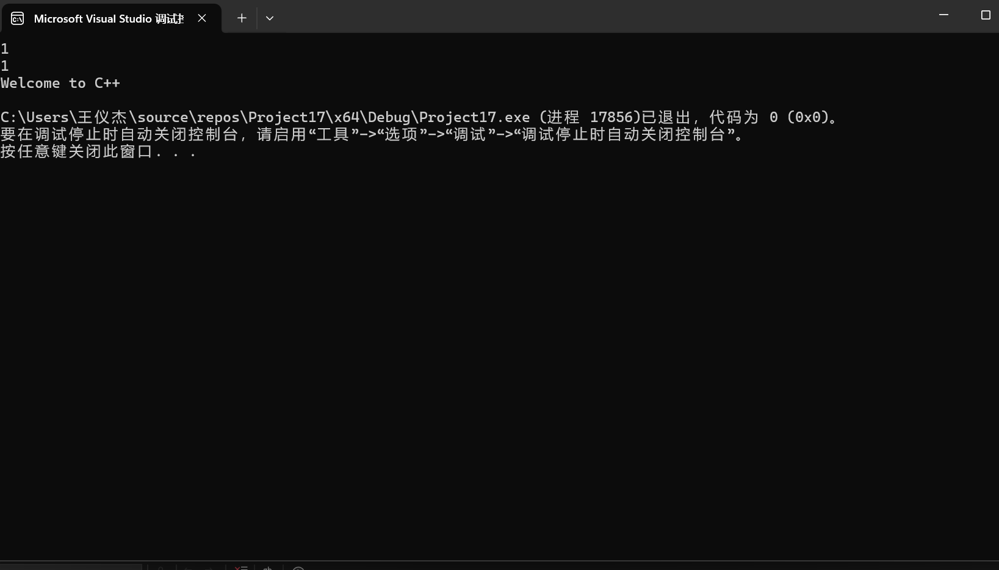 Microsoft Visual Studio 调试
1
1
Welcome to C++
C:\Users\王仪杰\source\repos\Project17\x64\Debug\Project17.exe (进程 17856)已退出，代码为 0 (0x0)。
要在调试停止时自动关闭控制台，请启用“工具”->“选项”->“调试”->“调试停止时自动关闭控制台”。
按任意键关闭此窗口. . .